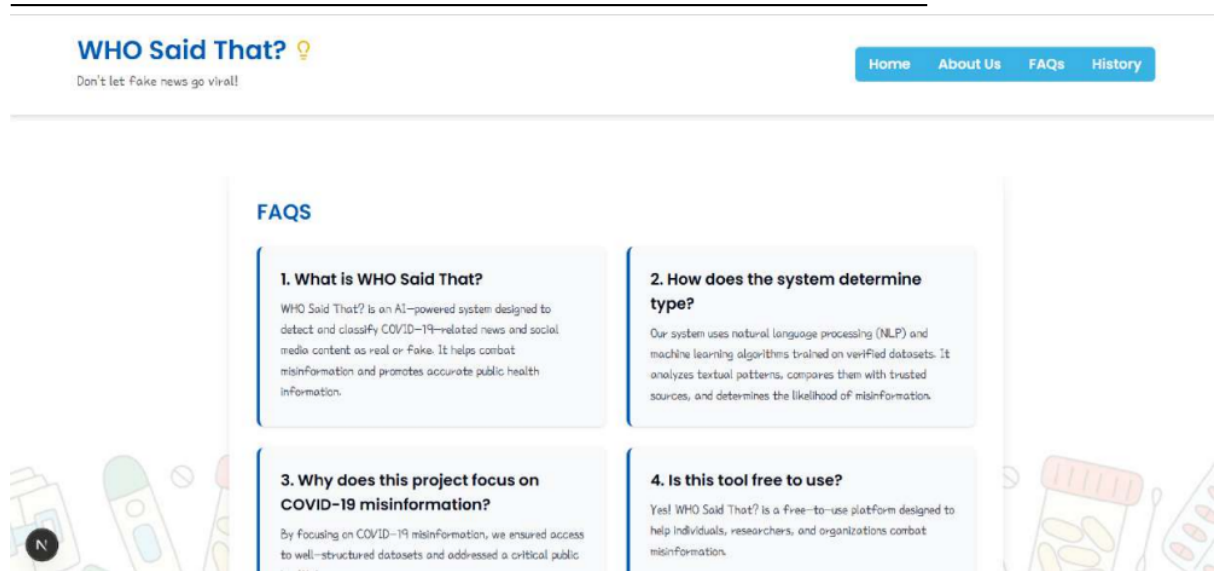 WHO Said That?
Don't let fake news go viral!
Home About Us FAQs History
FAQS
1. What is WHO Said That?
WHO Said That? is an AI-powered system designed to
detect and classify COVID-19-related news and social
media content as real or fake. It helps combat
misinformation and promotes accurate public health
information.
2. How does the system determine
type?
Our system uses natural language processing (NLP) and
machine learning algorithms trained on verified datasets. It
analyzes textual patterns, compares them with trusted
sources, and determines the likelihood of misinformation.
3. Why does this project focus on
COVID-19 misinformation?
By focusing on COVID-19 misinformation, we ensured access
to well-structured datasets and addressed a critical public
4. Is this tool free to use?
Yes! WHO Said That? is a free-to-use platform designed to
help individuals, researchers, and organizations combat
misinformation.
N